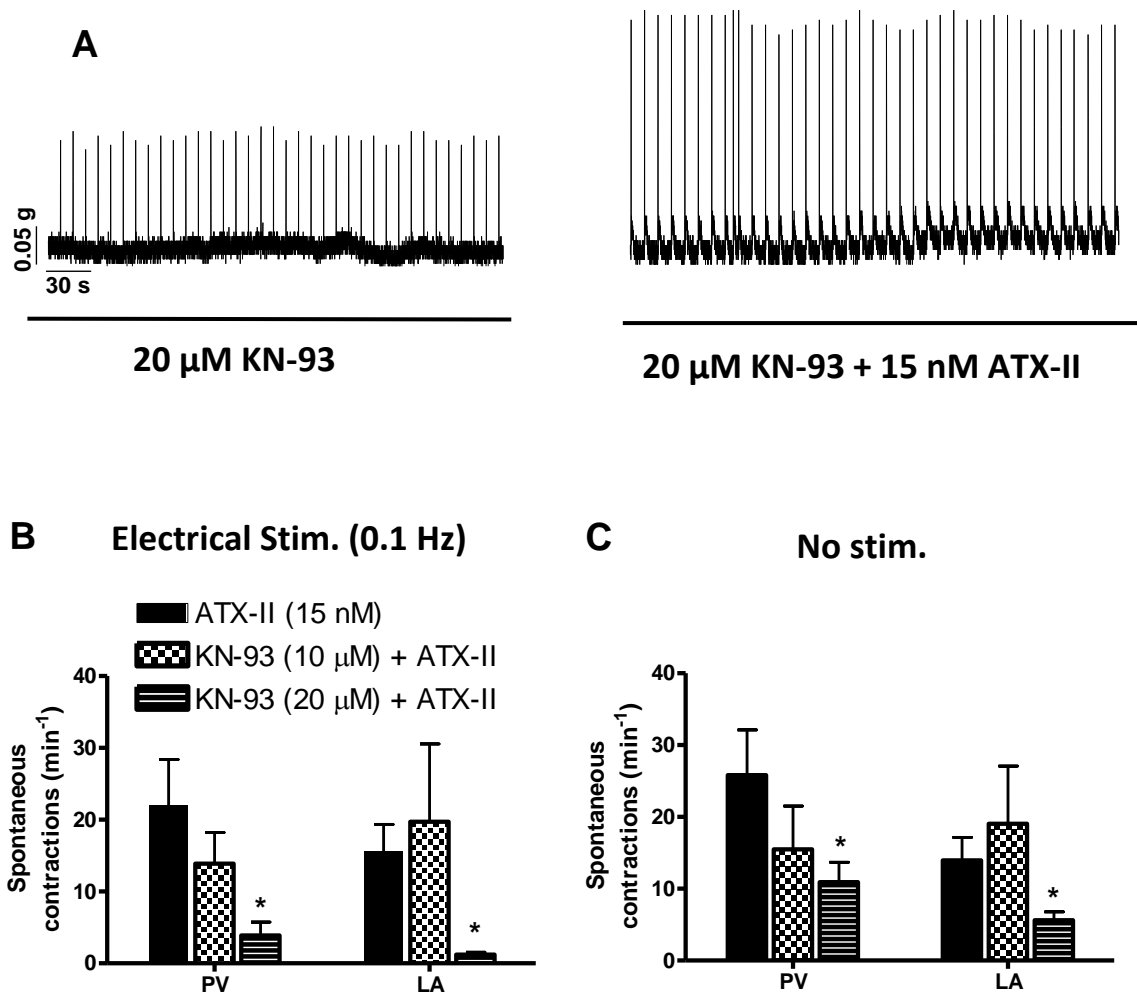 A
0.05 g
30 s
20 µM KN-93
20 µM KN-93 + 15 nM ATX-II
B
Electrical Stim. (0.1 Hz)
ATX-II (15 nM)
KN-93 (10 µM) + ATX-II
KN-93 (20 µM) + ATX-II
Spontaneous
contractions (min⁻¹)
40
30
20
10
0
*
*
PV
LA
C
No stim.
Spontaneous
contractions (min⁻¹)
40
30
20
10
0
*
*
PV
LA